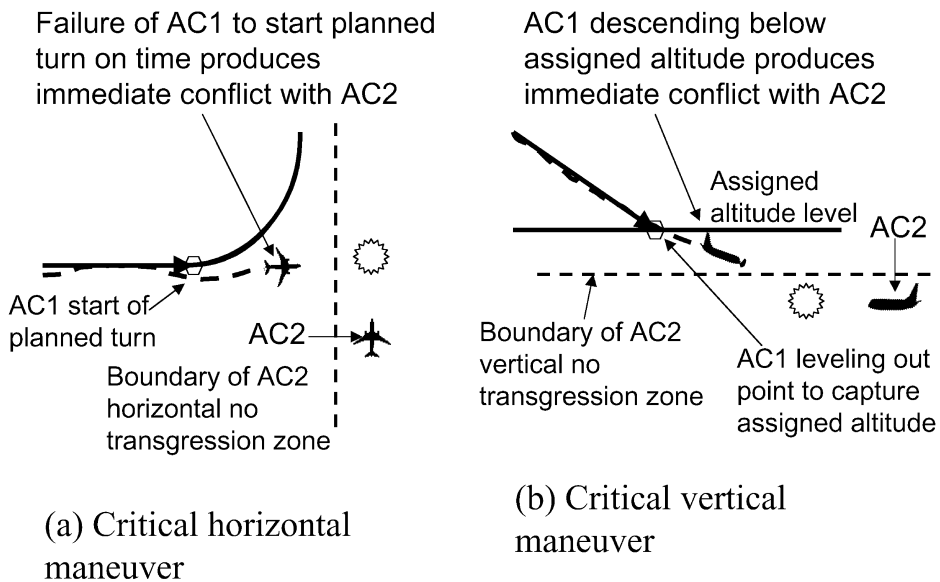 Failure of AC1 to start planned
turn on time produces
immediate conflict with AC2
AC1 start of
planned turn
AC2
Boundary of AC2
horizontal no
transgression zone
(a) Critical horizontal
maneuver
AC1 descending below
assigned altitude produces
immediate conflict with AC2
Assigned
altitude level
AC2
Boundary of AC2
vertical no
transgression zone
AC1 leveling out
point to capture
assigned altitude
(b) Critical vertical
maneuver